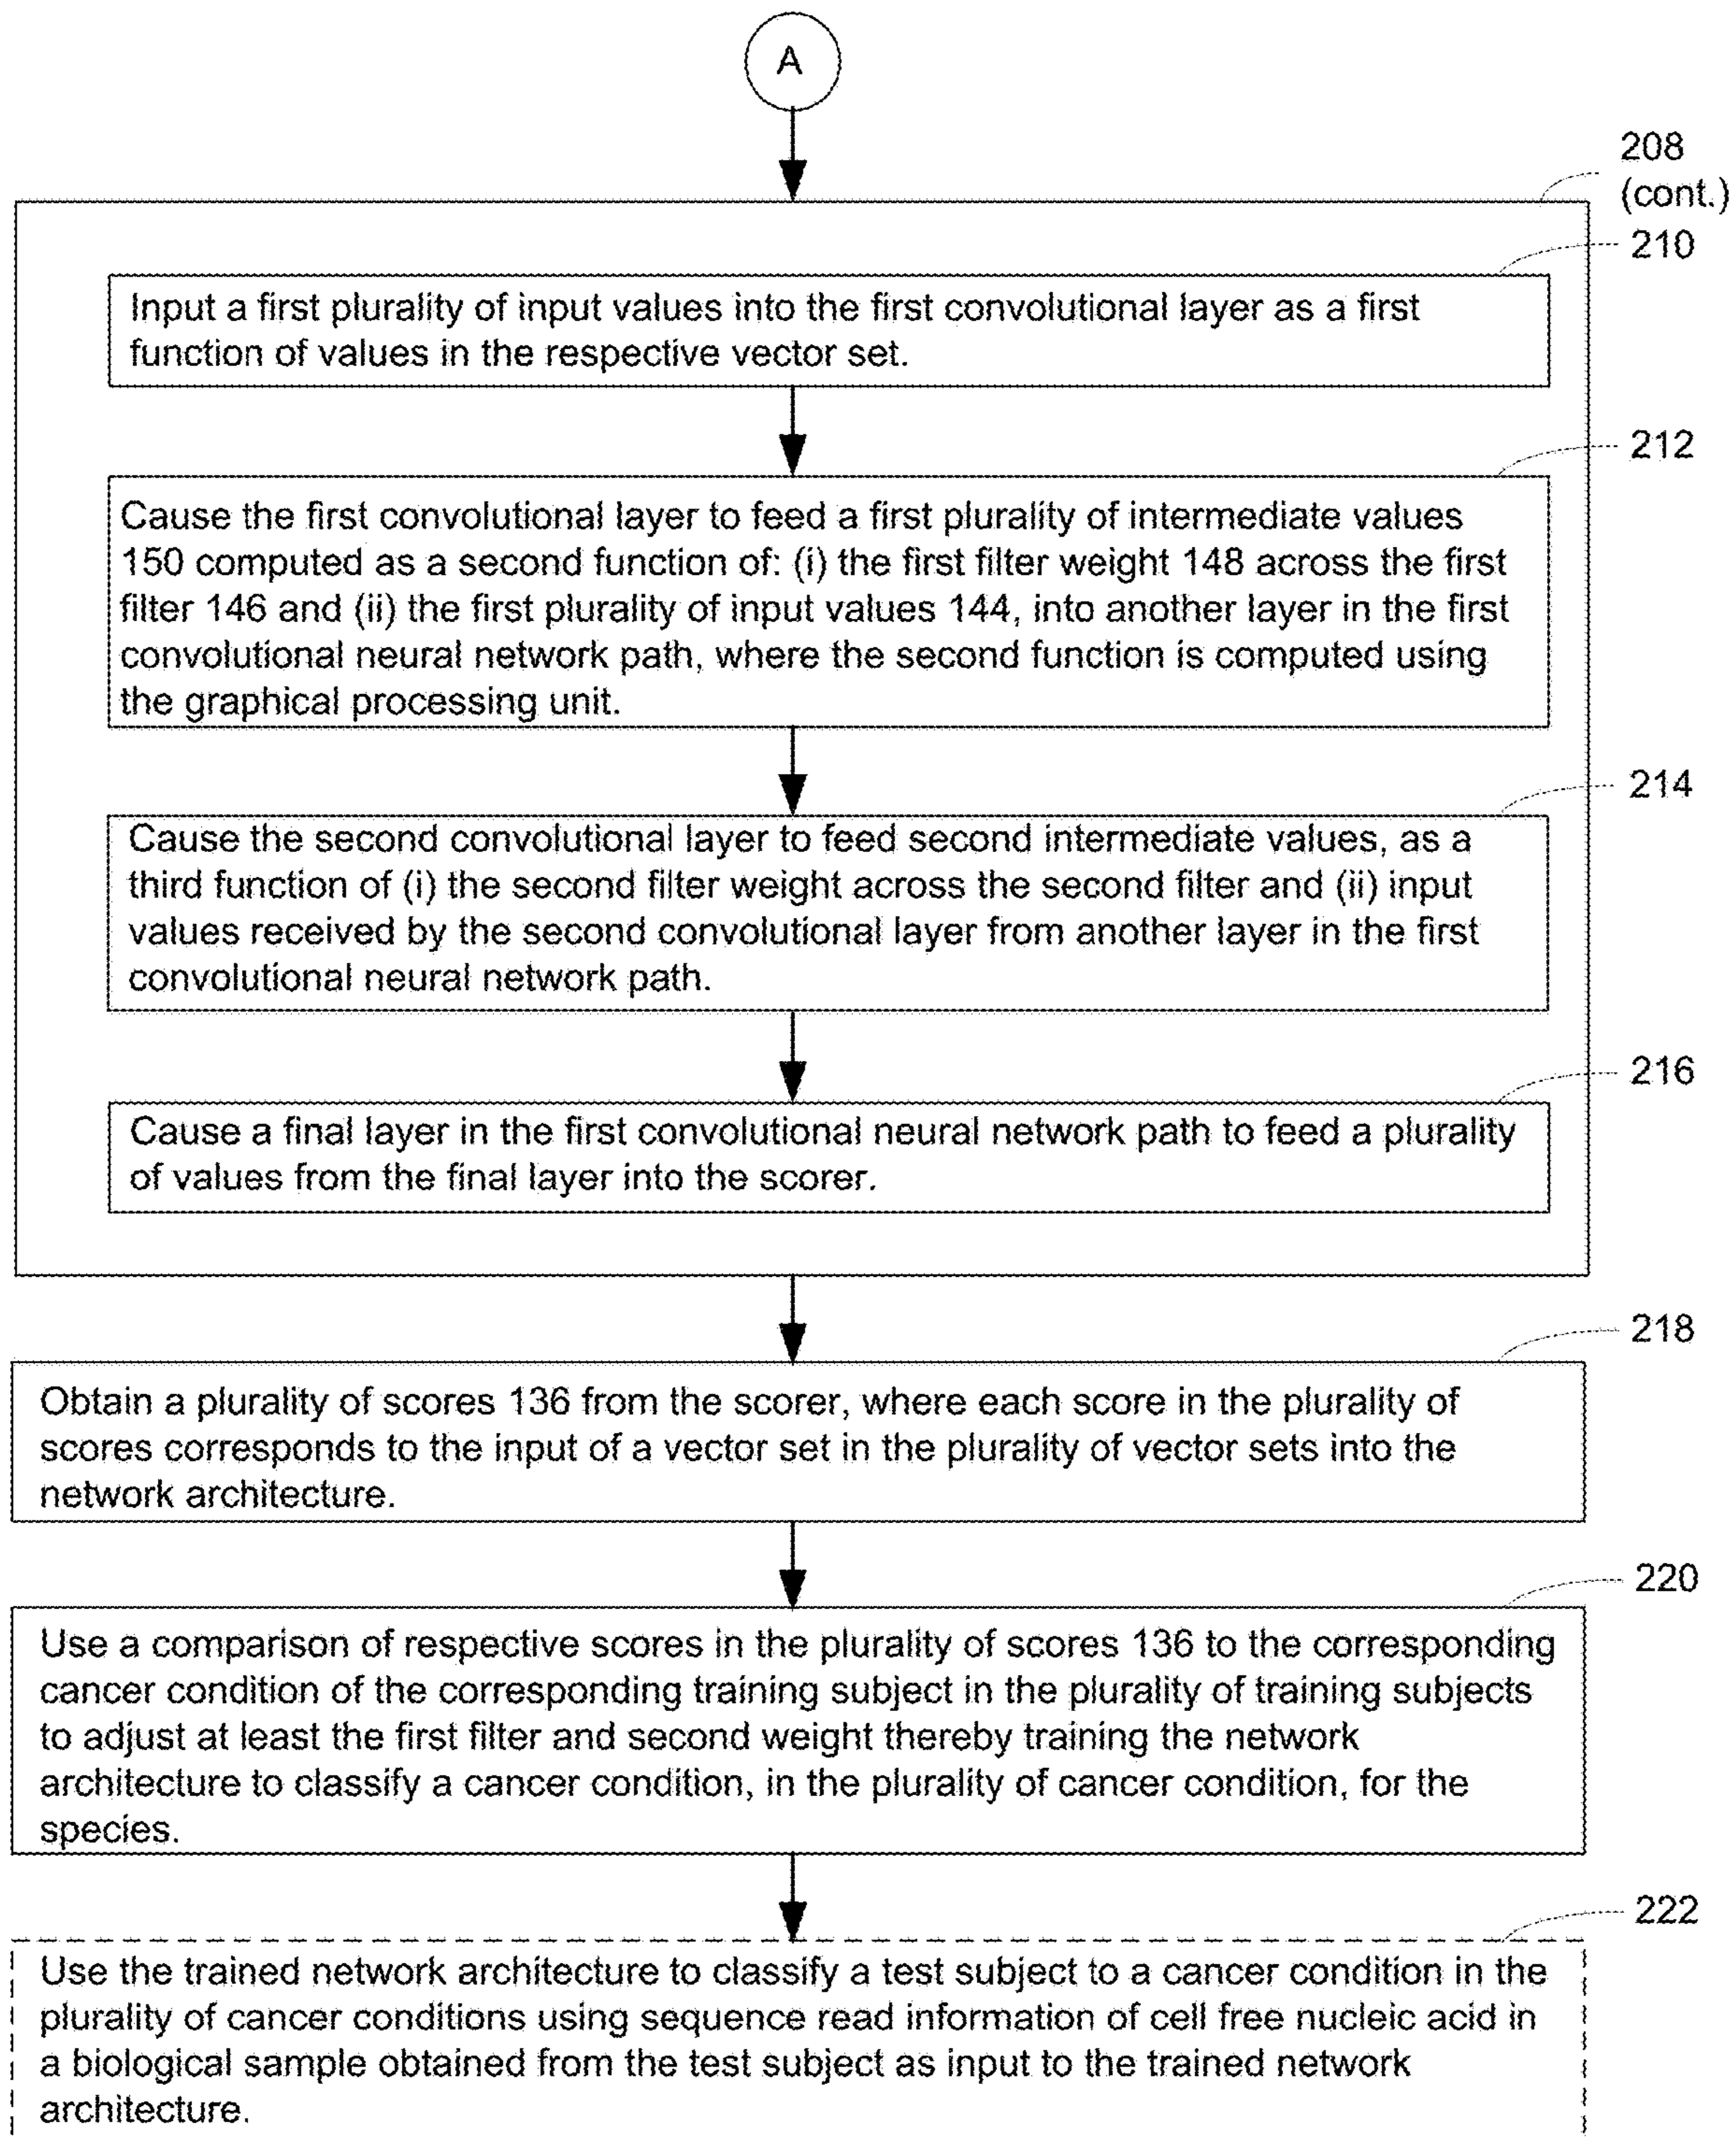 A
208
(cont.)
210
Input a first plurality of input values into the first convolutional layer as a first
function of values in the respective vector set.
212
Cause the first convolutional layer to feed a first plurality of intermediate values
150 computed as a second function of: (i) the first filter weight 148 across the first
filter 146 and (ii) the first plurality of input values 144, into another layer in the first
convolutional neural network path, where the second function is computed using
the graphical processing unit.
214
Cause the second convolutional layer to feed second intermediate values, as a
third function of (i) the second filter weight across the second filter and (ii) input
values received by the second convolutional layer from another layer in the first
convolutional neural network path.
216
Cause a final layer in the first convolutional neural network path to feed a plurality
of values from the final layer into the scorer.
218
Obtain a plurality of scores 136 from the scorer, where each score in the plurality of
scores corresponds to the input of a vector set in the plurality of vector sets into the
network architecture.
220
Use a comparison of respective scores in the plurality of scores 136 to the corresponding
cancer condition of the corresponding training subject in the plurality of training subjects
to adjust at least the first filter and second weight thereby training the network
architecture to classify a cancer condition, in the plurality of cancer condition, for the
species.
222
Use the trained network architecture to classify a test subject to a cancer condition in the
plurality of cancer conditions using sequence read information of cell free nucleic acid in
a biological sample obtained from the test subject as input to the trained network
architecture.